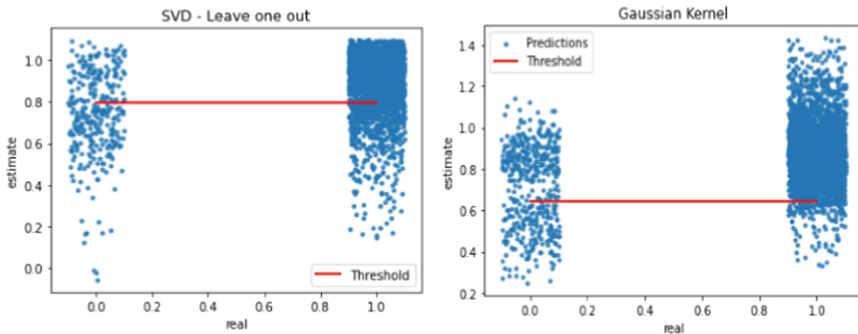 SVD - Leave one out
estimate
1.0
0.8
0.6
0.4
0.2
0.0
Threshold
0.0 0.2 0.4 0.6 0.8 1.0
real
Gaussian Kernel
estimate
1.4
1.2
1.0
0.8
0.6
0.4
0.2
Predictions
Threshold
0.0 0.2 0.4 0.6 0.8 1.0
real